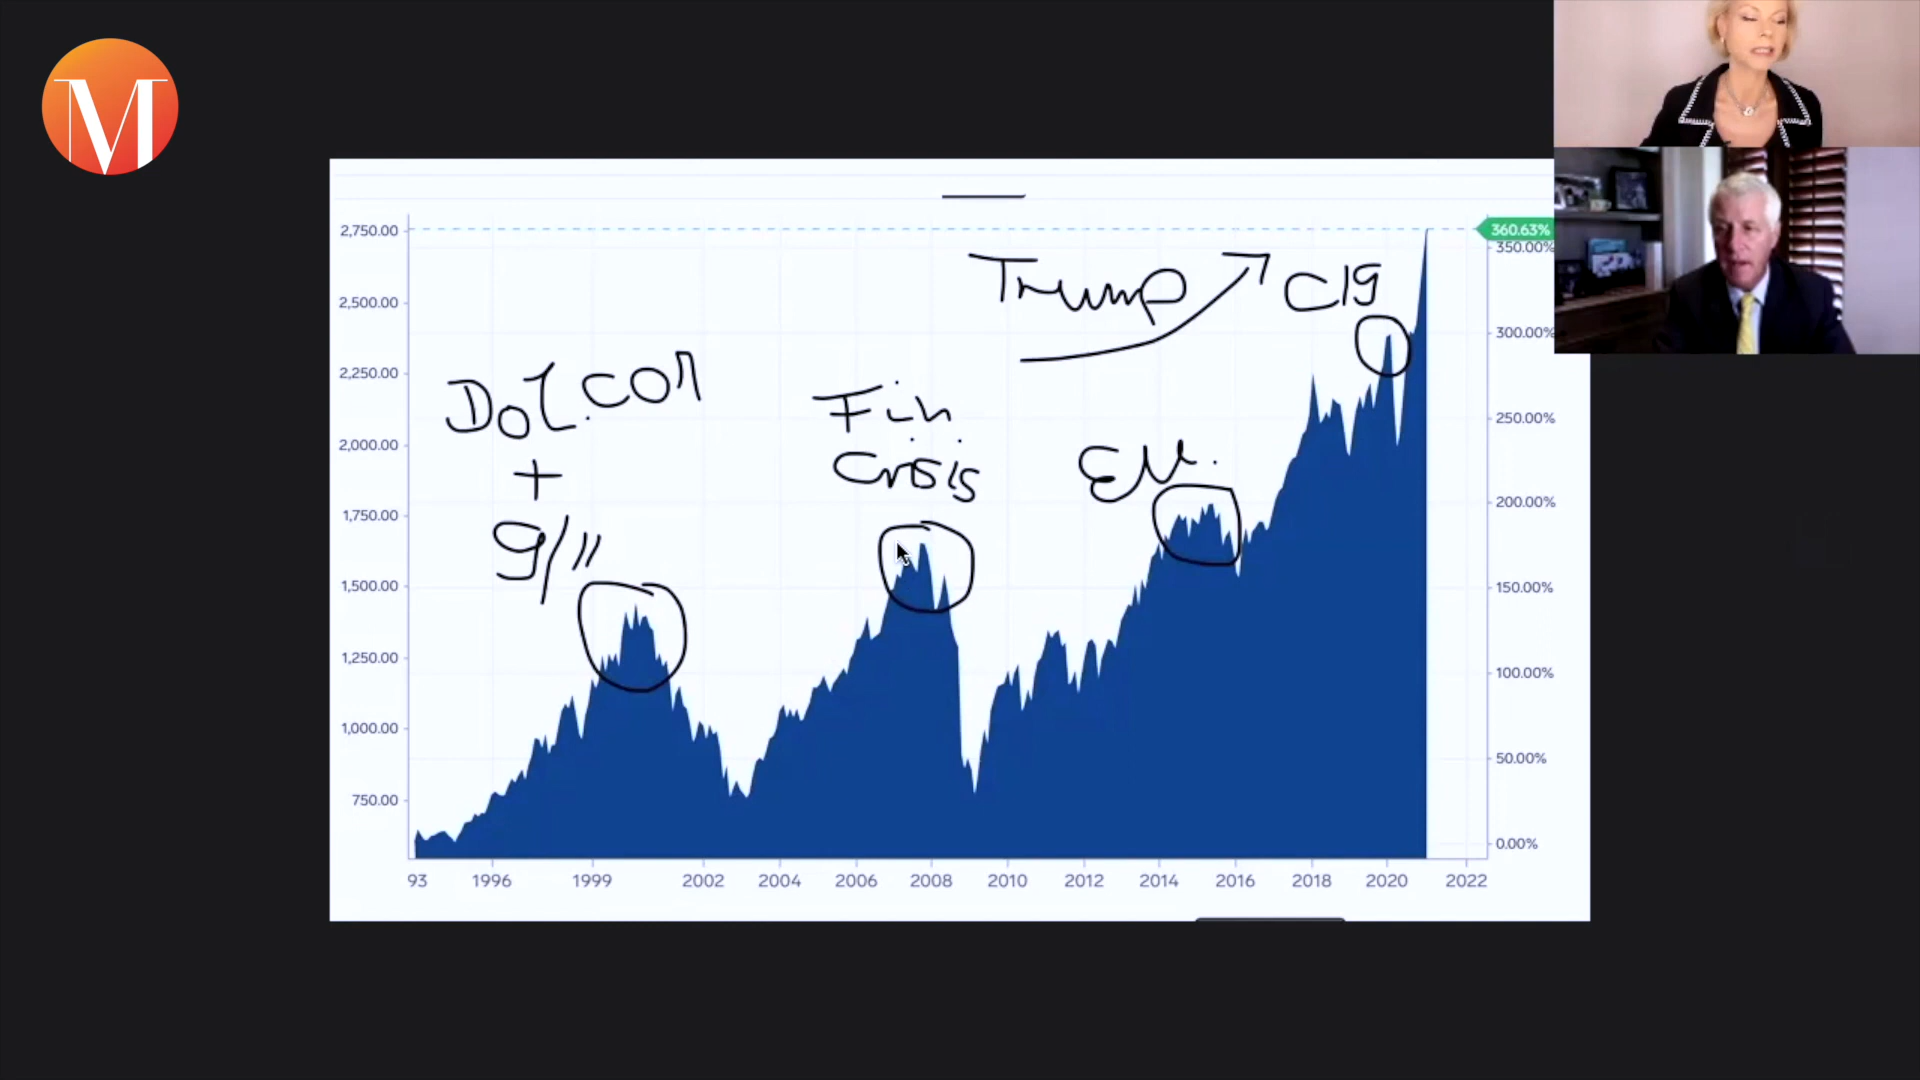 M
2,750.00
2,500.00
2,250.00
2,000.00
1,750.00
1,500.00
1,250.00
1,000.00
750.00
360.63%
350.00%
300.00%
250.00%
200.00%
150.00%
100.00%
50.00%
0.00%
Dot.com
+
9/11
Fin.
Crisis
EM.
Trump
C19
93 1996 1999 2002 2004 2006 2008 2010 2012 2014 2016 2018 2020 2022